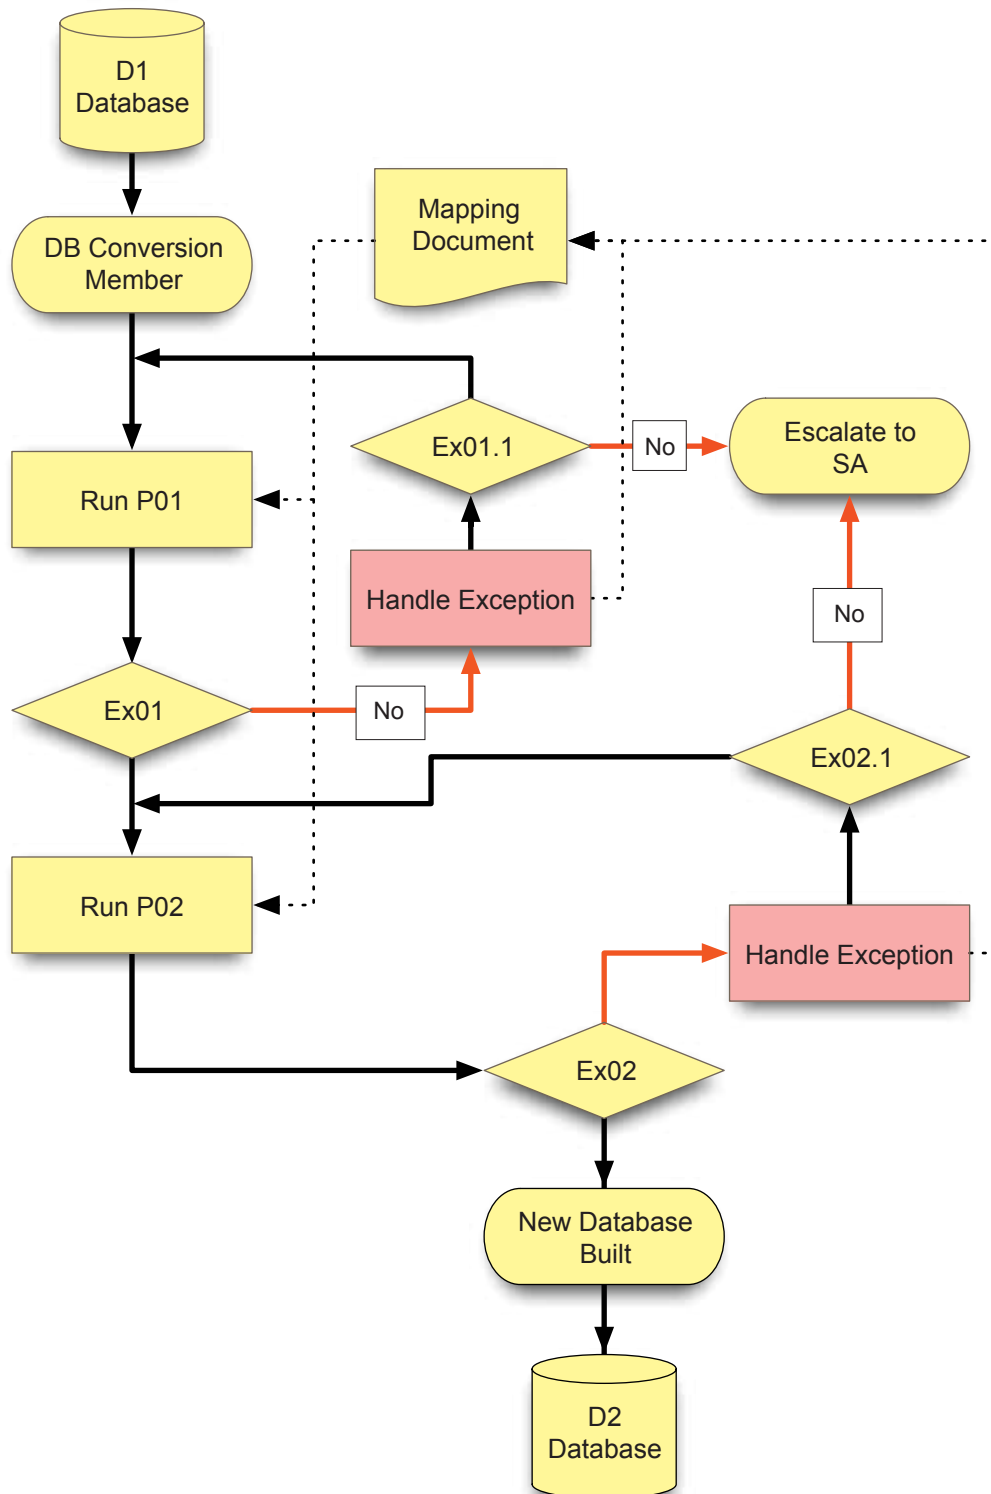 D1
Database
DB Conversion
Member
Mapping
Document
Ex01.1
No
Escalate to
SA
Run P01
Handle Exception
No
Ex01
No
Ex02.1
Run P02
Handle Exception
Ex02
New Database
Built
D2
Database